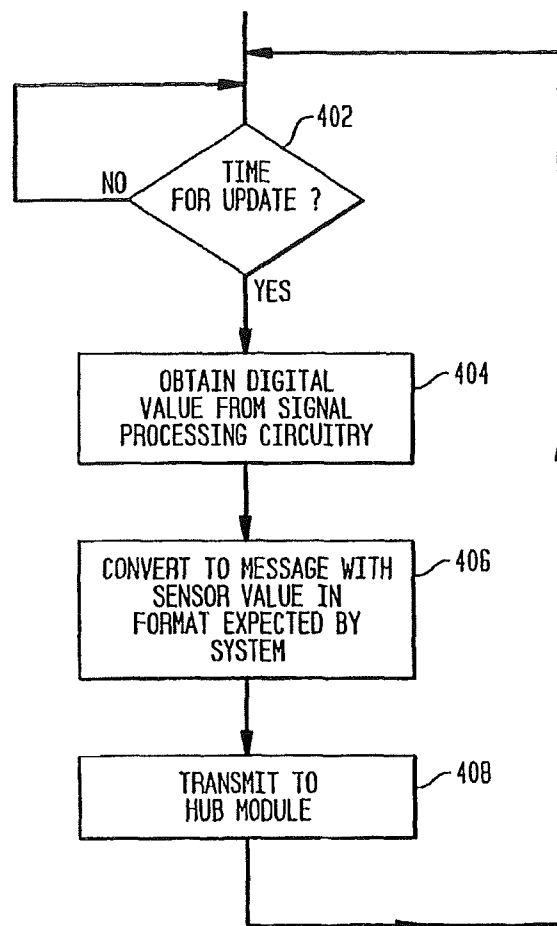 402
TIME
FOR UPDATE ?
NO
YES
404
OBTAIN DIGITAL
VALUE FROM SIGNAL
PROCESSING CIRCUITRY
406
CONVERT TO MESSAGE WITH
SENSOR VALUE IN
FORMAT EXPECTED BY
SYSTEM
408
TRANSMIT TO
HUB MODULE